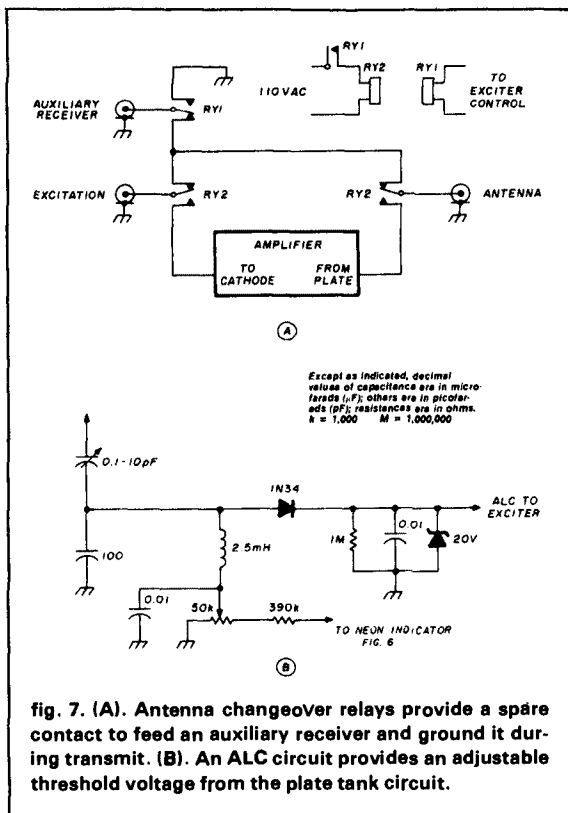 RY1
RY2
RY1
110VAC
TO
EXCITER
CONTROL
AUXILIARY
RECEIVER
RY1
EXCITATION
RY2
RY2
ANTENNA
AMPLIFIER
TO
CATHODE
FROM
PLATE
A
Except as indicated, decimal
values of capacitance are in micro-
farads (μF); others are in picofar-
ads (pF); resistances are in ohms.
k = 1,000 M = 1,000,000
0.1-10pF
1N34
ALC TO
EXCITER
100
2.5mH
1M
0.01
20V
0.01
50k
390k
TO NEON INDICATOR
FIG. 6
B
fig. 7. (A). Antenna changeover relays provide a spare
contact to feed an auxiliary receiver and ground it dur-
ing transmit. (B). An ALC circuit provides an adjustable
threshold voltage from the plate tank circuit.